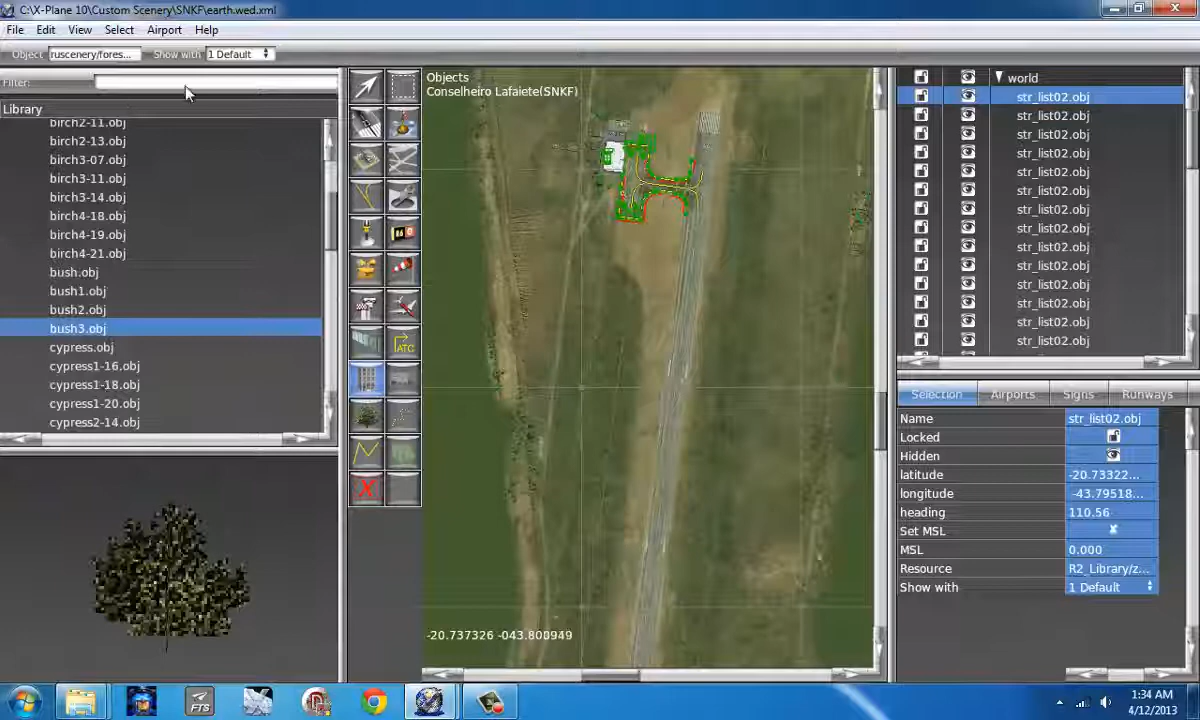 C:\X-Plane 10\Custom Scenery\SNKF\earth.wed.xml
File Edit View Select Airport Help
Object ruscenery/fores... Show with 1 Default
Filter:
Library
birch2-11.obj
birch2-13.obj
birch3-07.obj
birch3-11.obj
birch3-14.obj
birch4-18.obj
birch4-19.obj
birch4-21.obj
bush.obj
bush1.obj
bush2.obj
bush3.obj
cypress.obj
cypress1-16.obj
cypress1-18.obj
cypress1-20.obj
cypress2-14.obj
ATC
Objects
Conselheiro Lafaiete(SNKF)
-20.737326 -043.800949
world
str_list02.obj
str_list02.obj
str_list02.obj
str_list02.obj
str_list02.obj
str_list02.obj
str_list02.obj
str_list02.obj
str_list02.obj
str_list02.obj
str_list02.obj
str_list02.obj
str_list02.obj
str_list02.obj
Selection Airports Signs Runways
Name str_list02.obj
Locked
Hidden
latitude -20.73322...
longitude -43.79518...
heading 110.56
Set MSL
MSL 0.000
Resource R2_Library/z...
Show with 1 Default
FTS
1:34 AM
4/12/2013